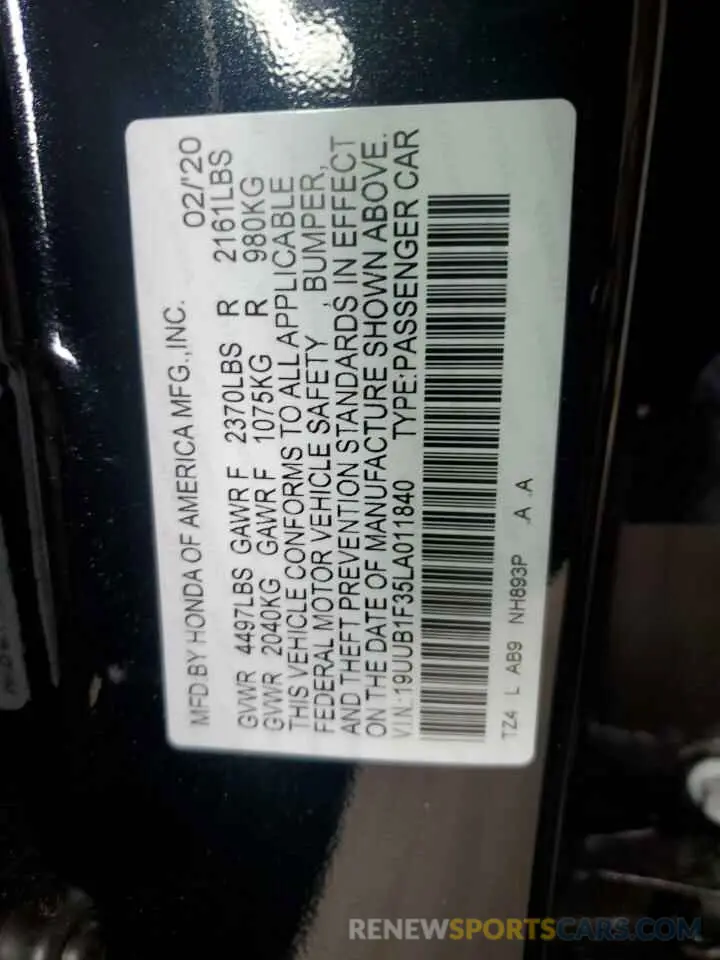 MFD.BY HONDA OF AMERICA MFG.,INC. 02/'20
GVWR 4497LBS GAWR F 2370LBS R 2161LBS
GVWR 2040KG GAWR F 1075KG R 980KG
THIS VEHICLE CONFORMS TO ALL APPLICABLE
FEDERAL MOTOR VEHICLE SAFETY , BUMPER,
AND THEFT PREVENTION STANDARDS IN EFFECT
ON THE DATE OF MANUFACTURE SHOWN ABOVE.
V.I.N.:19UUB1F35LA011840 TYPE:PASSENGER CAR
TZ4 L AB9 NH893P .A .A
RENEWSPORTSCARS.COM